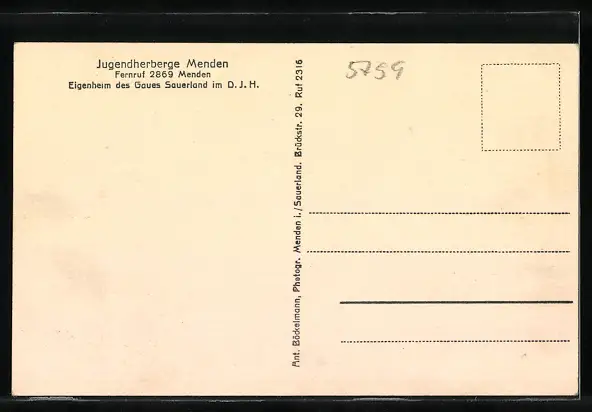 Jugendherberge Menden
Fernruf 2869 Menden
Eigenheim des Gaues Sauerland im D. J. H.
Ant. Böckelmann, Photogr. Menden i./Sauerland. Brückstr. 29. Ruf 2316
5759